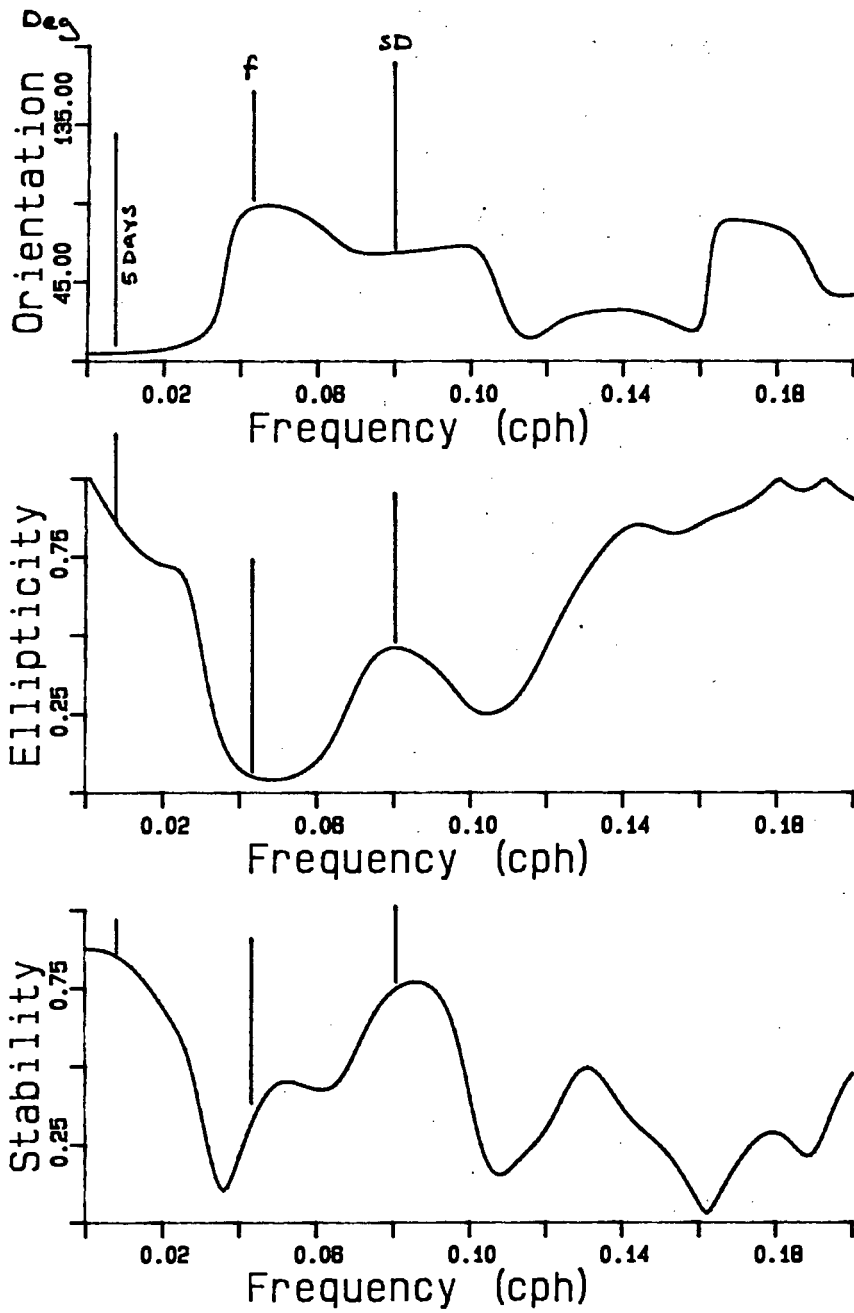 Deg
f
SD
135.00
45.00
Orientation
5 DAYS
0.02 0.06 0.10 0.14 0.18
Frequency (cph)
0.75
0.25
Ellipticity
0.02 0.06 0.10 0.14 0.18
Frequency (cph)
0.75
0.25
Stability
0.02 0.06 0.10 0.14 0.18
Frequency (cph)